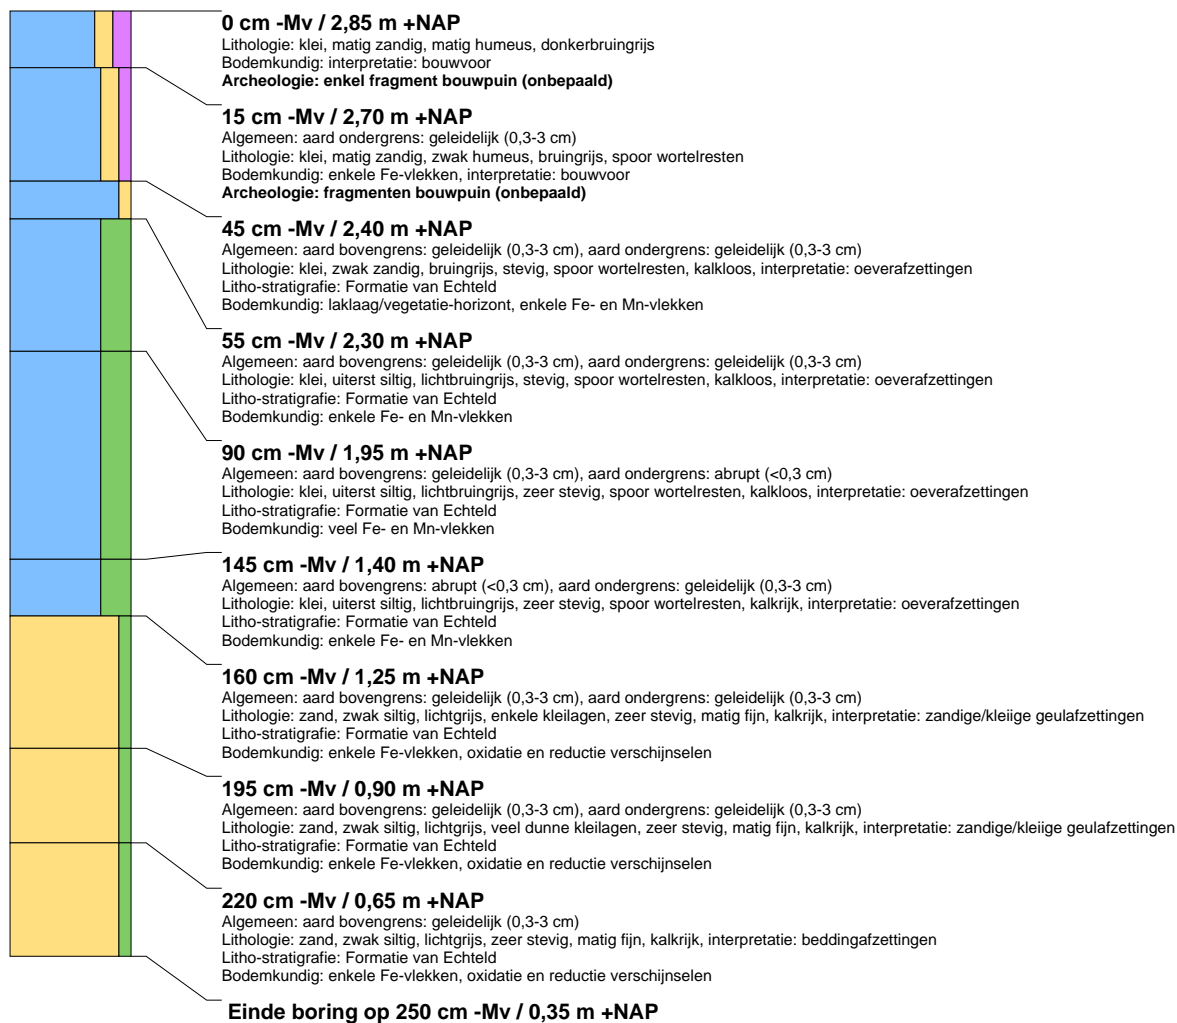 0 cm -Mv / 2,85 m +NAP
Lithologie: klei, matig zandig, matig humeus, donkerbruingrijs
Bodemkundig: interpretatie: bouwvoor
Archeologie: enkel fragment bouwpuin (onbepaald)
15 cm -Mv / 2,70 m +NAP
Algemeen: aard ondergrens: geleidelijk (0,3-3 cm)
Lithologie: klei, matig zandig, zwak humeus, bruingrijs, spoor wortelresten
Bodemkundig: enkele Fe-vlekken, interpretatie: bouwvoor
Archeologie: fragmenten bouwpuin (onbepaald)
45 cm -Mv / 2,40 m +NAP
Algemeen: aard bovengrens: geleidelijk (0,3-3 cm), aard ondergrens: geleidelijk (0,3-3 cm)
Lithologie: klei, zwak zandig, bruingrijs, stevig, spoor wortelresten, kalkloos, interpretatie: oeverafzettingen
Litho-stratigrafie: Formatie van Echteld
Bodemkundig: laklaag/vegetatie-horizont, enkele Fe- en Mn-vlekken
55 cm -Mv / 2,30 m +NAP
Algemeen: aard bovengrens: geleidelijk (0,3-3 cm), aard ondergrens: geleidelijk (0,3-3 cm)
Lithologie: klei, uiterst siltig, lichtbruingrijs, stevig, spoor wortelresten, kalkloos, interpretatie: oeverafzettingen
Litho-stratigrafie: Formatie van Echteld
Bodemkundig: enkele Fe- en Mn-vlekken
90 cm -Mv / 1,95 m +NAP
Algemeen: aard bovengrens: geleidelijk (0,3-3 cm), aard ondergrens: abrupt (<0,3 cm)
Lithologie: klei, uiterst siltig, lichtbruingrijs, zeer stevig, spoor wortelresten, kalkloos, interpretatie: oeverafzettingen
Litho-stratigrafie: Formatie van Echteld
Bodemkundig: veel Fe- en Mn-vlekken
145 cm -Mv / 1,40 m +NAP
Algemeen: aard bovengrens: abrupt (<0,3 cm), aard ondergrens: geleidelijk (0,3-3 cm)
Lithologie: klei, uiterst siltig, lichtbruingrijs, zeer stevig, spoor wortelresten, kalkrijk, interpretatie: oeverafzettingen
Litho-stratigrafie: Formatie van Echteld
Bodemkundig: enkele Fe- en Mn-vlekken
160 cm -Mv / 1,25 m +NAP
Algemeen: aard bovengrens: geleidelijk (0,3-3 cm), aard ondergrens: geleidelijk (0,3-3 cm)
Lithologie: zand, zwak siltig, lichtgrijs, enkele kleilagen, zeer stevig, matig fijn, kalkrijk, interpretatie: zandige/kleiige geulafzettingen
Litho-stratigrafie: Formatie van Echteld
Bodemkundig: enkele Fe-vlekken, oxidatie en reductie verschijnselen
195 cm -Mv / 0,90 m +NAP
Algemeen: aard bovengrens: geleidelijk (0,3-3 cm), aard ondergrens: geleidelijk (0,3-3 cm)
Lithologie: zand, zwak siltig, lichtgrijs, veel dunne kleilagen, zeer stevig, matig fijn, kalkrijk, interpretatie: zandige/kleiige geulafzettingen
Litho-stratigrafie: Formatie van Echteld
Bodemkundig: enkele Fe-vlekken, oxidatie en reductie verschijnselen
220 cm -Mv / 0,65 m +NAP
Algemeen: aard bovengrens: geleidelijk (0,3-3 cm)
Lithologie: zand, zwak siltig, lichtgrijs, zeer stevig, matig fijn, kalkrijk, interpretatie: beddingafzettingen
Litho-stratigrafie: Formatie van Echteld
Bodemkundig: enkele Fe-vlekken, oxidatie en reductie verschijnselen
Einde boring op 250 cm -Mv / 0,35 m +NAP